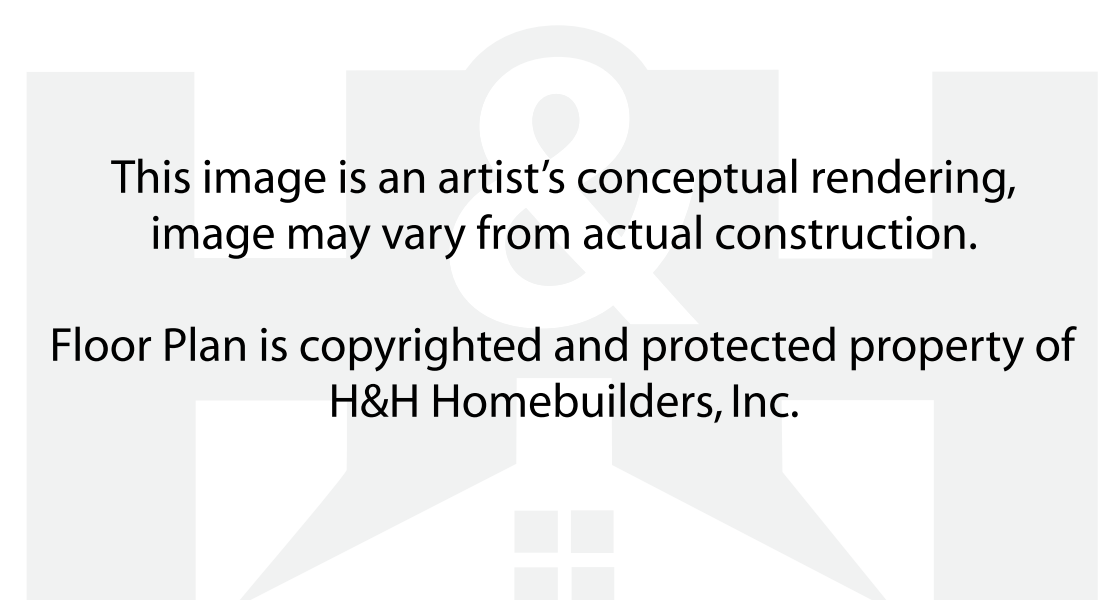 This image is an artist’s conceptual rendering,
image may vary from actual construction.
Floor Plan is copyrighted and protected property of
H&H Homebuilders, Inc.
H&H